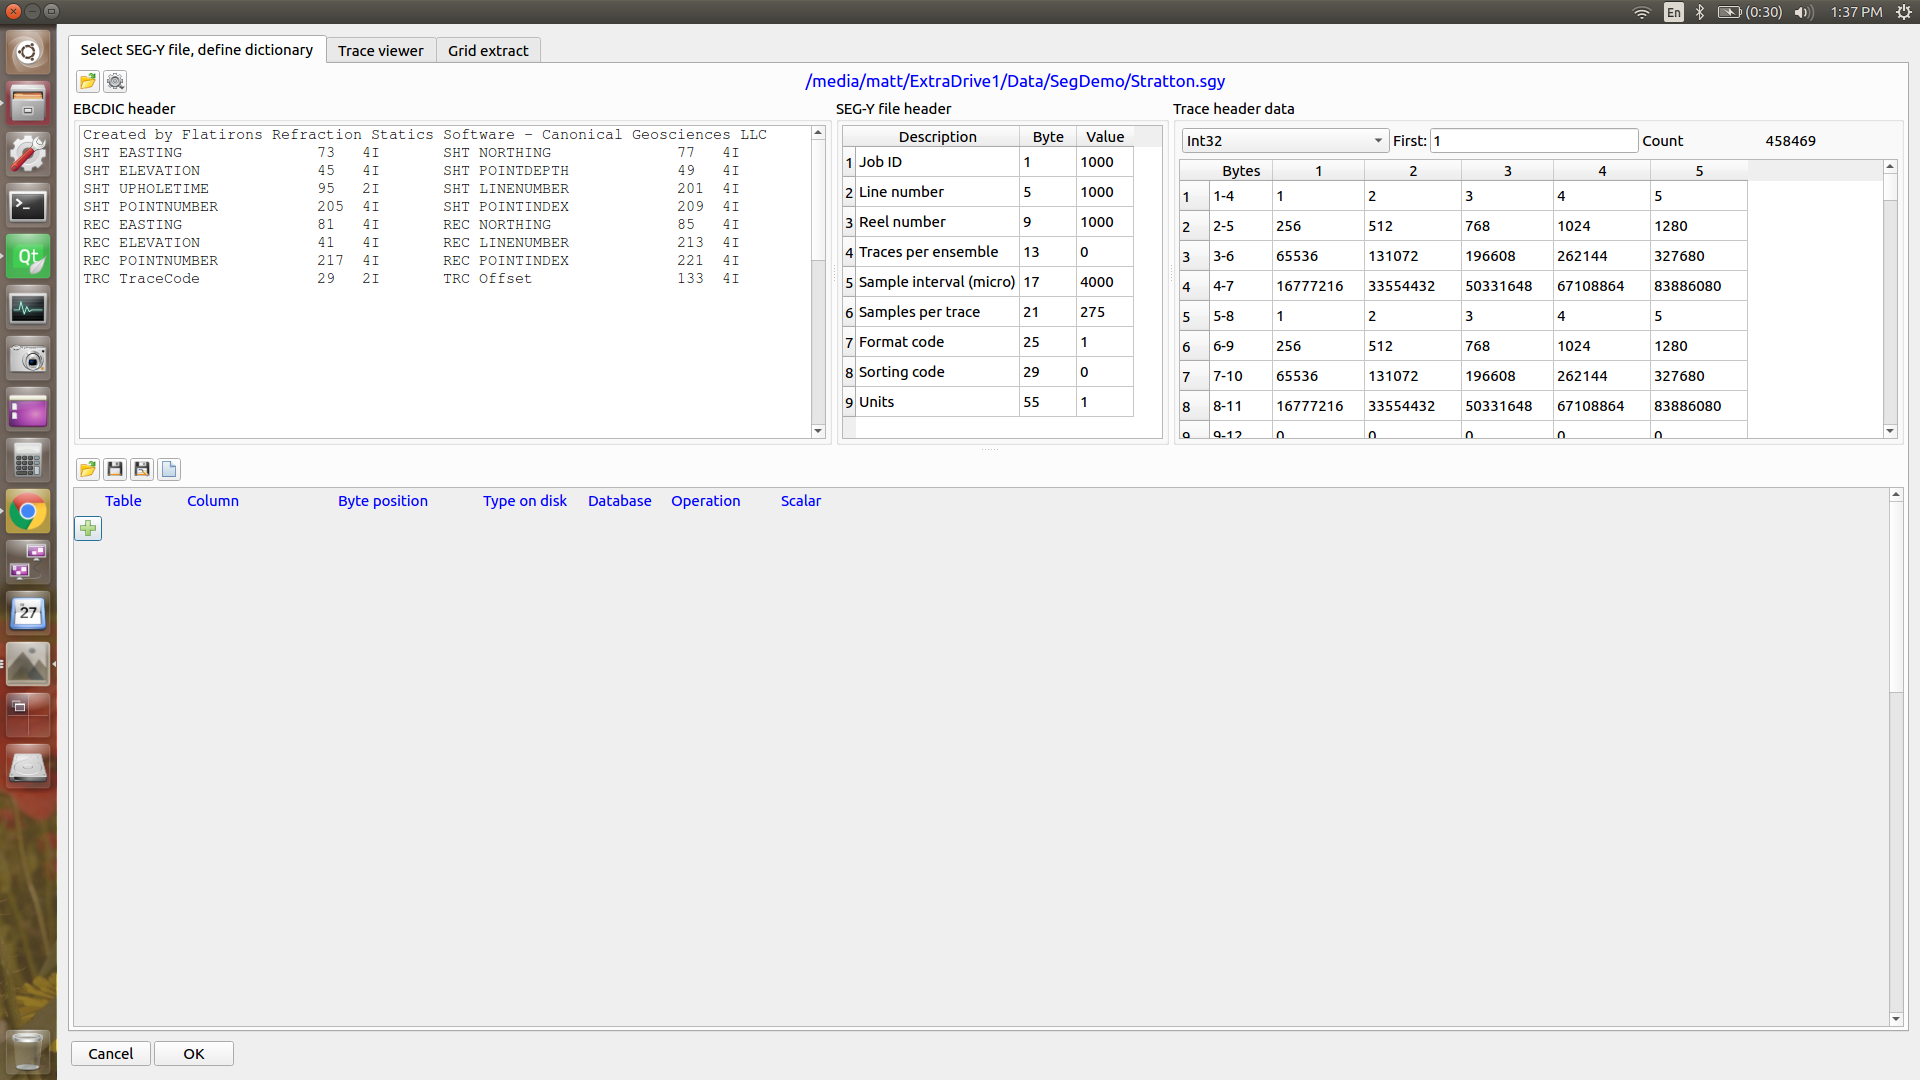 En (0:30) 1:37 PM
Select SEG-Y file, define dictionary Trace viewer Grid extract
/media/matt/ExtraDrive1/Data/SegDemo/Stratton.sgy
EBCDIC header
Created by Flatirons Refraction Statics Software - Canonical Geosciences LLC
SHT EASTING 73 4I SHT NORTHING 77 4I
SHT ELEVATION 45 4I SHT POINTDEPTH 49 4I
SHT UPHOLETIME 95 2I SHT LINENUMBER 201 4I
SHT POINTNUMBER 205 4I SHT POINTINDEX 209 4I
REC EASTING 81 4I REC NORTHING 85 4I
REC ELEVATION 41 4I REC LINENUMBER 213 4I
REC POINTNUMBER 217 4I REC POINTINDEX 221 4I
TRC TraceCode 29 2I TRC Offset 133 4I
SEG-Y file header
Description Byte Value
1 Job ID 1 1000
2 Line number 5 1000
3 Reel number 9 1000
4 Traces per ensemble 13 0
5 Sample interval (micro) 17 4000
6 Samples per trace 21 275
7 Format code 25 1
8 Sorting code 29 0
9 Units 55 1
Trace header data
Int32 First: 1 Count 458469
Bytes 1 2 3 4 5
1 1-4 1 2 3 4 5
2 2-5 256 512 768 1024 1280
3 3-6 65536 131072 196608 262144 327680
4 4-7 16777216 33554432 50331648 67108864 83886080
5 5-8 1 2 3 4 5
6 6-9 256 512 768 1024 1280
7 7-10 65536 131072 196608 262144 327680
8 8-11 16777216 33554432 50331648 67108864 83886080
9 9-12 0 0 0 0 0
Table Column Byte position Type on disk Database Operation Scalar
Qt
27
Cancel OK